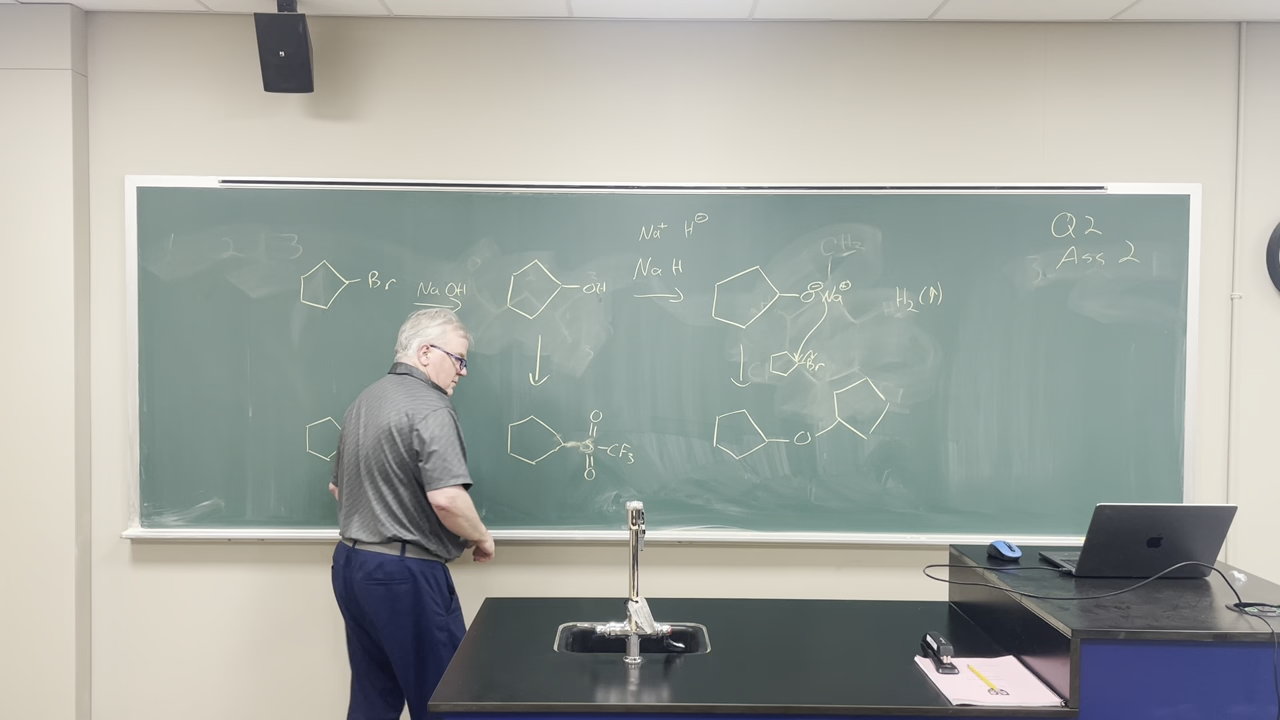 Q2
Ass 2
Na⁺ H⊖
NaH
CH₃
Br
NaOH
OH
O⊖ Na⊕
H₂(↑)
Br
O
S
CF₃
O
O